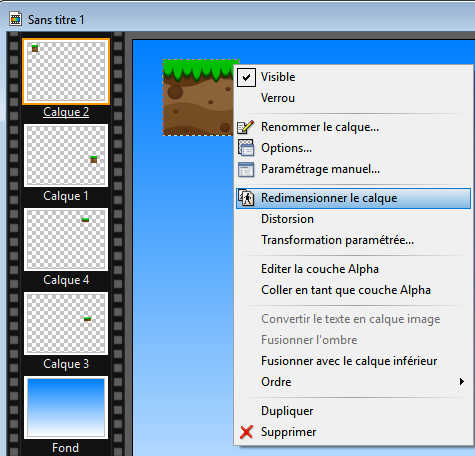 Sans titre 1
Calque 2
Calque 1
Calque 4
Calque 3
Fond
Visible
Verrou
Renommer le calque...
Options...
Paramétrage manuel...
Redimensionner le calque
Distorsion
Transformation paramétrée...
Editer la couche Alpha
Coller en tant que couche Alpha
Convertir le texte en calque image
Fusionner l'ombre
Fusionner avec le calque inférieur
Ordre
Dupliquer
Supprimer